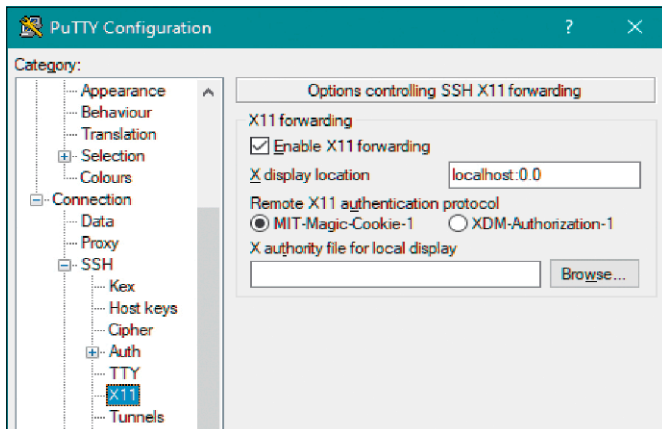 PuTTY Configuration
? ×
Category:
Appearance
Behaviour
Translation
Selection
Colours
Connection
Data
Proxy
SSH
Kex
Host keys
Cipher
Auth
TTY
X11
Tunnels
Options controlling SSH X11 forwarding
X11 forwarding
Enable X11 forwarding
X display location localhost:0.0
Remote X11 authentication protocol
MIT-Magic-Cookie-1 XDM-Authorization-1
X authority file for local display
Browse...